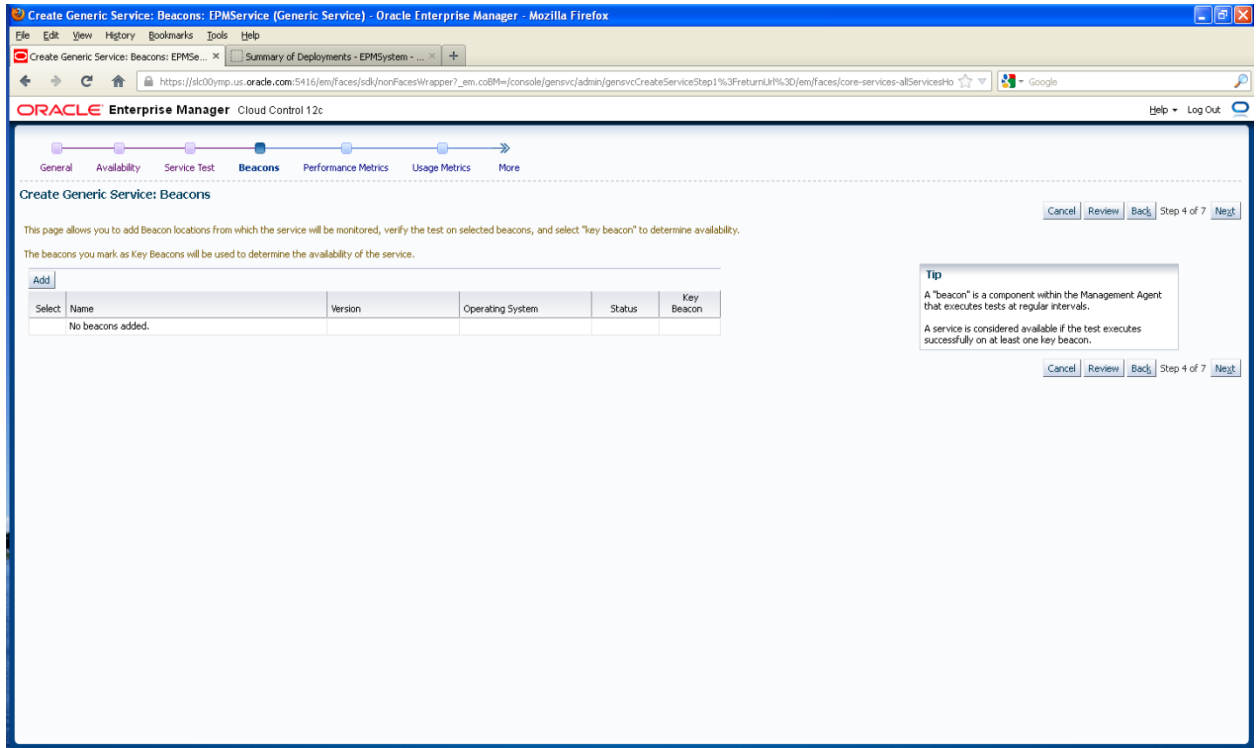 Create Generic Service: Beacons: EPMService (Generic Service) - Oracle Enterprise Manager - Mozilla Firefox
File Edit View History Bookmarks Tools Help
Create Generic Service: Beacons: EPMSe... × Summary of Deployments - EPMSystem - ... × +
https://slc00ymp.us.oracle.com:5416/em/faces/sdk/nonFacesWrapper?_em.coBM=/console/gensvc/admin/gensvcCreateServiceStep1%3FreturnUrl%3D/em/faces/core-services-allServicesHo Google
ORACLE Enterprise Manager Cloud Control 12c Help Log Out
General Availability Service Test Beacons Performance Metrics Usage Metrics More
Create Generic Service: Beacons
Cancel Review Back Step 4 of 7 Next
This page allows you to add Beacon locations from which the service will be monitored, verify the test on selected beacons, and select "key beacon" to determine availability.
The beacons you mark as Key Beacons will be used to determine the availability of the service.
Add
Select Name Version Operating System Status Key Beacon
No beacons added.
Tip
A "beacon" is a component within the Management Agent
that executes tests at regular intervals.
A service is considered available if the test executes
successfully on at least one key beacon.
Cancel Review Back Step 4 of 7 Next